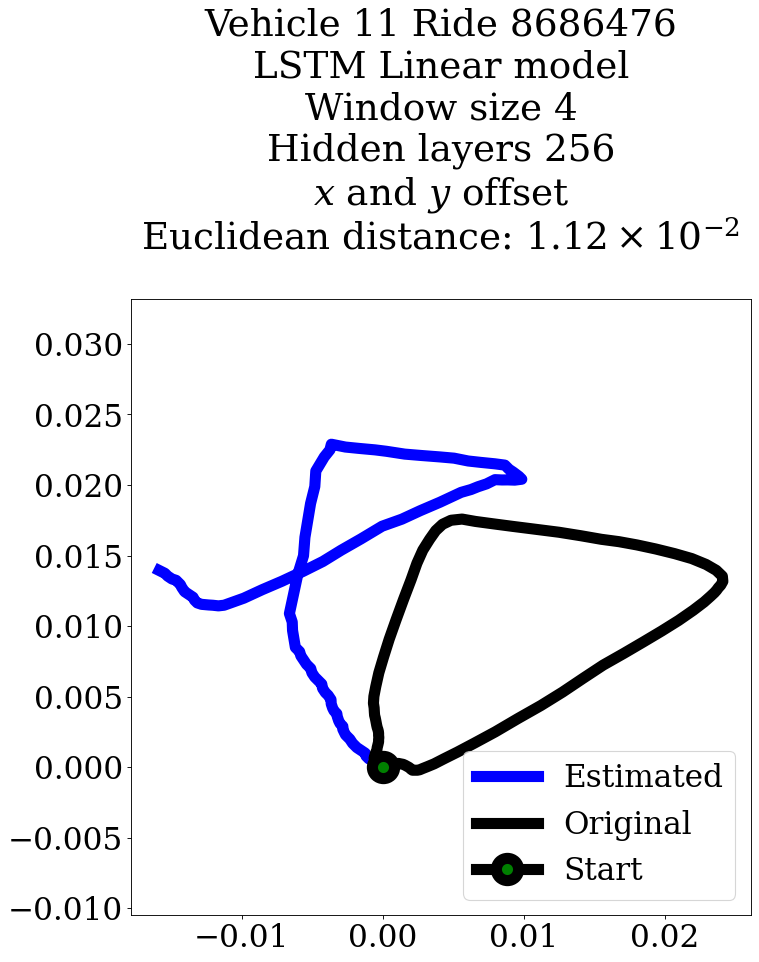 Vehicle 11 Ride 8686476
LSTM Linear model
Window size 4
Hidden layers 256
x and y offset
Euclidean distance: 1.12 × 10⁻²
0.030
0.025
0.020
0.015
0.010
0.005
0.000
−0.005
−0.010
−0.01 0.00 0.01 0.02
Estimated
Original
Start